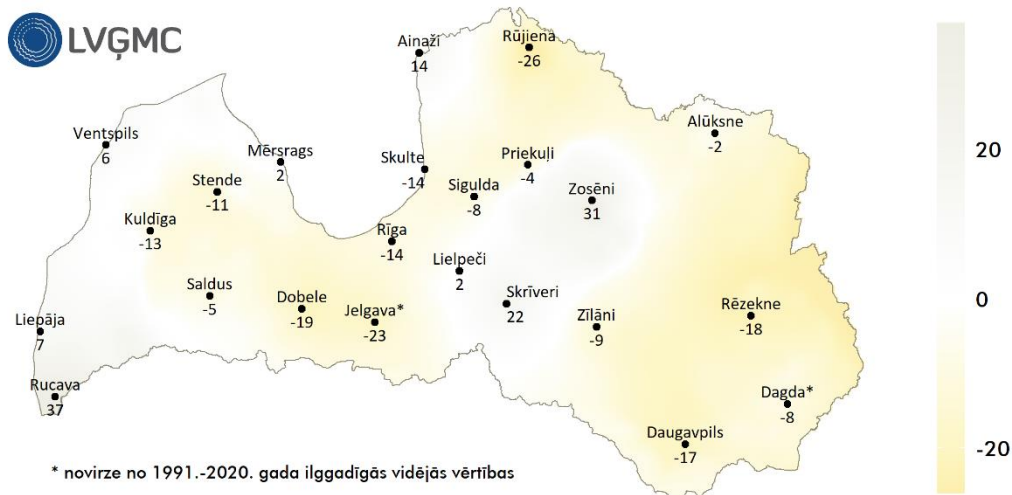 LVĢMC
Ainaži
14
Rūjiena
-26
Ventspils
6
Mērsrags
2
Skulte
-14
Alūksne
-2
Priekuļi
-4
Stende
-11
Sigulda
-8
Zosēni
31
20
Kuldīga
-13
Rīga
-14
Lielpeči
2
Saldus
-5
Dobele
-19
Jelgava*
-23
Skrīveri
22
Zīlāni
-9
Rēzekne
-18
0
Liepāja
7
Rucava
37
Dagda*
-8
Daugavpils
-17
-20
* novirze no 1991.-2020. gada ilggadīgās vidējās vērtības